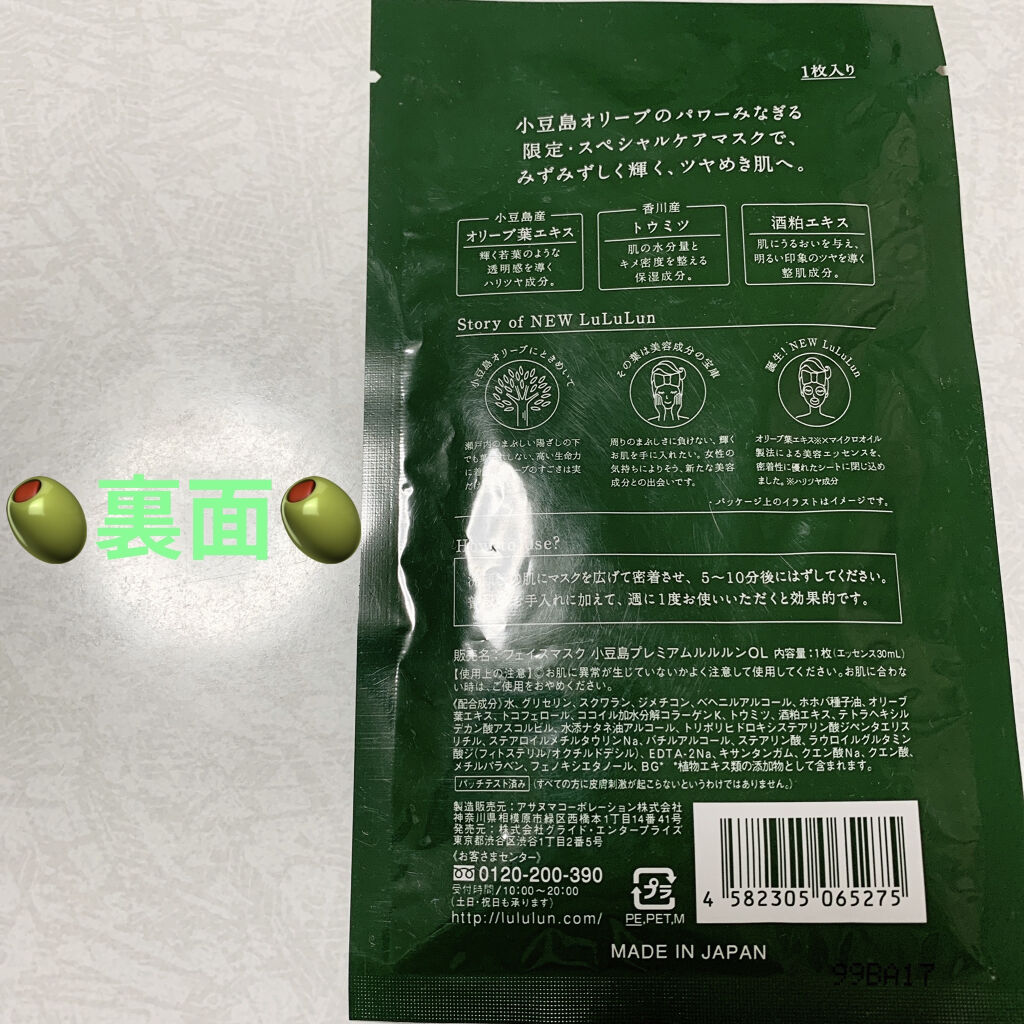 1枚入り
小豆島オリーブのパワーみなぎる
限定・スペシャルケアマスクで、
みずみずしく輝く、ツヤめき肌へ。
小豆島産
オリーブ葉エキス
輝く若葉のような
透明感を導く
ハリツヤ成分。
香川産
トウミツ
肌の水分量と
キメ密度を整える
保湿成分。
酒粕エキス
肌にうるおいを与え、
明るい印象のツヤを導く
整肌成分。
Story of NEW LuLuLun
小豆島オリーブにときめいて
瀬戸内のまぶしい陽ざしの下
でも
しない、高い生命力
に
ーブのすごさは実
だけ
その葉は美容成分の宝庫
周りのまぶしさに負けない、輝く
お肌を手に入れたい。女性の
気持ちによりそう、新たな美容
成分との出会いです。
誕生! NEW LuLuLun
オリーブ葉エキス※×マイクロオイル
製法による美容エッセンスを、
密着性に優れたシートに閉じ込め
ました。※ハリツヤ成分
・パッケージ上のイラストはイメージです。
How to use?
の肌にマスクを広げて密着させ、5〜10分後にはずしてください。
手入れに加えて、週に1度お使いいただくと効果的です。
裏面
販売名:フェイスマスク 小豆島プレミアムルルルンOL 内容量:1枚(エッセンス30mL)
【使用上の注意】◎お肌に異常が生じていないかよく注意して使用してください。お肌に合わな
い時は、ご使用をおやめください。
《配合成分》水、グリセリン、スクワラン、ジメチコン、ベヘニルアルコール、ホホバ種子油、オリーブ
葉エキス、トコフェロール、ココイル加水分解コラーゲンK、トウミツ、酒粕エキス、テトラヘキシル
デカン酸アスコルビル、水添ナタネ油アルコール、トリポリヒドロキシステアリン酸ジペンタエリス
リチル、ステアロイルメチルタウリンNa、バチルアルコール、ステアリン酸、ラウロイルグルタミン
酸ジ(フィトステリル/オクチルドデシル)、EDTA-2Na、キサンタンガム、クエン酸Na、クエン酸、
メチルパラベン、フェノキシエタノール、BG* *植物エキス類の添加物として含まれます。
パッチテスト済み (すべての方に皮膚刺激が起こらないというわけではありません。)
製造販売元:アサヌマコーポレーション株式会社
神奈川県相模原市緑区西橋本1丁目14番41号
発売元:株式会社グライド・エンタープライズ
東京都渋谷区渋谷1丁目2番5号
《お客さまセンター》
0120-200-390
受付時間/10:00〜20:00
(土日・祝日も承ります)
http://lululun.com/
プラ
PE,PET,M
4 582305 065275
MADE IN JAPAN
99BA17